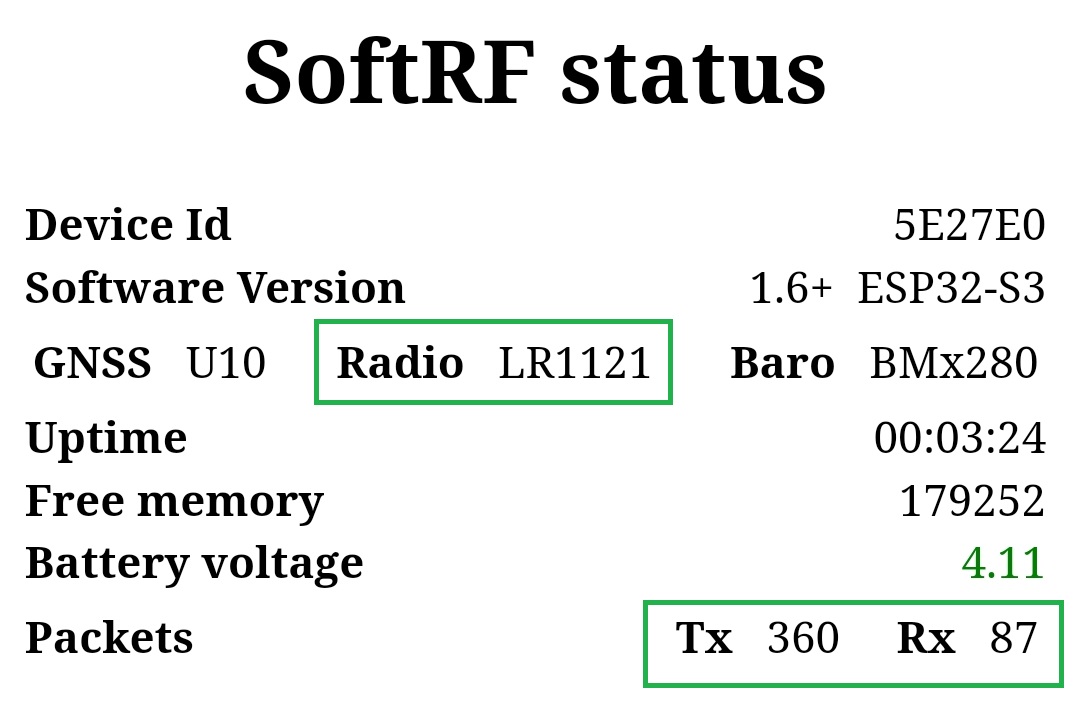 SoftRF status
Device Id 5E27E0
Software Version 1.6+ ESP32-S3
GNSS U10 Radio LR1121 Baro BMx280
Uptime 00:03:24
Free memory 179252
Battery voltage 4.11
Packets Tx 360 Rx 87